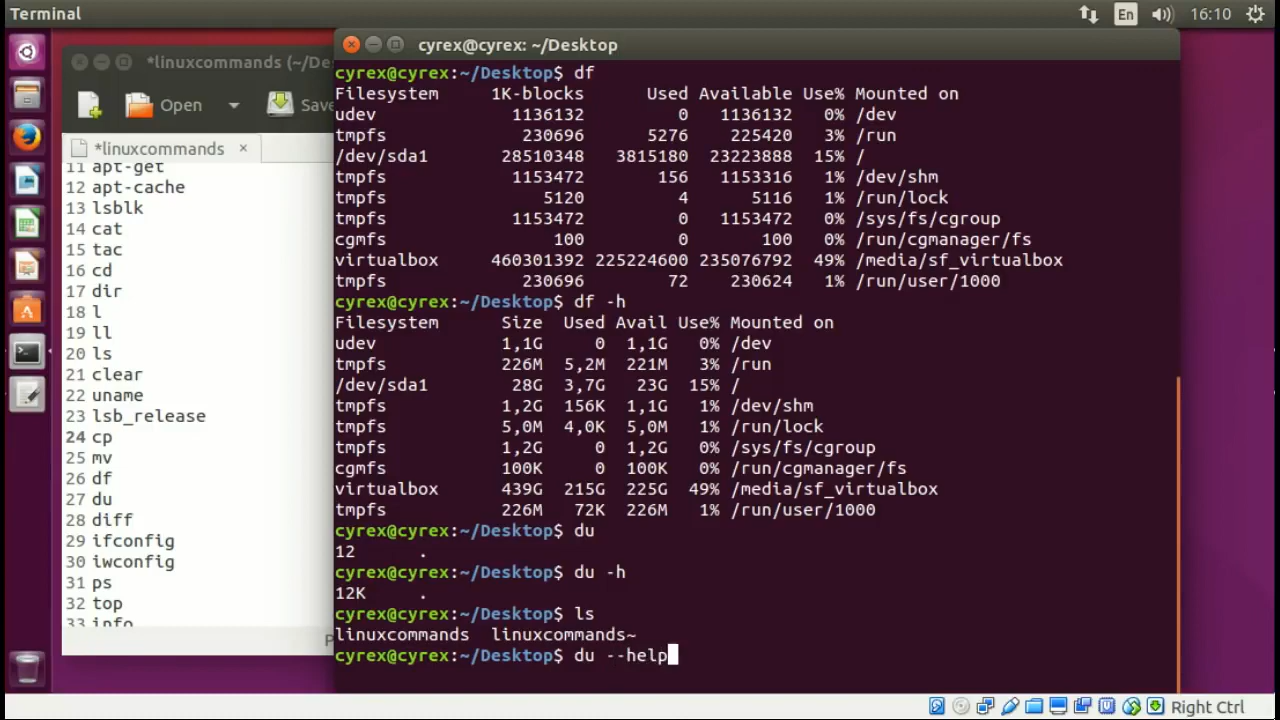 Terminal
En
16:10
*linuxcommands (~/De
Open
Save
*linuxcommands ×
11 apt-get
12 apt-cache
13 lsblk
14 cat
15 tac
16 cd
17 dir
18 l
19 ll
20 ls
21 clear
22 uname
23 lsb_release
24 cp
25 mv
26 df
27 du
28 diff
29 ifconfig
30 iwconfig
31 ps
32 top
33 info
P
cyrex@cyrex: ~/Desktop
cyrex@cyrex:~/Desktop$ df
Filesystem 1K-blocks Used Available Use% Mounted on
udev 1136132 0 1136132 0% /dev
tmpfs 230696 5276 225420 3% /run
/dev/sda1 28510348 3815180 23223888 15% /
tmpfs 1153472 156 1153316 1% /dev/shm
tmpfs 5120 4 5116 1% /run/lock
tmpfs 1153472 0 1153472 0% /sys/fs/cgroup
cgmfs 100 0 100 0% /run/cgmanager/fs
virtualbox 460301392 225224600 235076792 49% /media/sf_virtualbox
tmpfs 230696 72 230624 1% /run/user/1000
cyrex@cyrex:~/Desktop$ df -h
Filesystem Size Used Avail Use% Mounted on
udev 1,1G 0 1,1G 0% /dev
tmpfs 226M 5,2M 221M 3% /run
/dev/sda1 28G 3,7G 23G 15% /
tmpfs 1,2G 156K 1,1G 1% /dev/shm
tmpfs 5,0M 4,0K 5,0M 1% /run/lock
tmpfs 1,2G 0 1,2G 0% /sys/fs/cgroup
cgmfs 100K 0 100K 0% /run/cgmanager/fs
virtualbox 439G 215G 225G 49% /media/sf_virtualbox
tmpfs 226M 72K 226M 1% /run/user/1000
cyrex@cyrex:~/Desktop$ du
12 .
cyrex@cyrex:~/Desktop$ du -h
12K .
cyrex@cyrex:~/Desktop$ ls
linuxcommands linuxcommands~
cyrex@cyrex:~/Desktop$ du --help
Right Ctrl